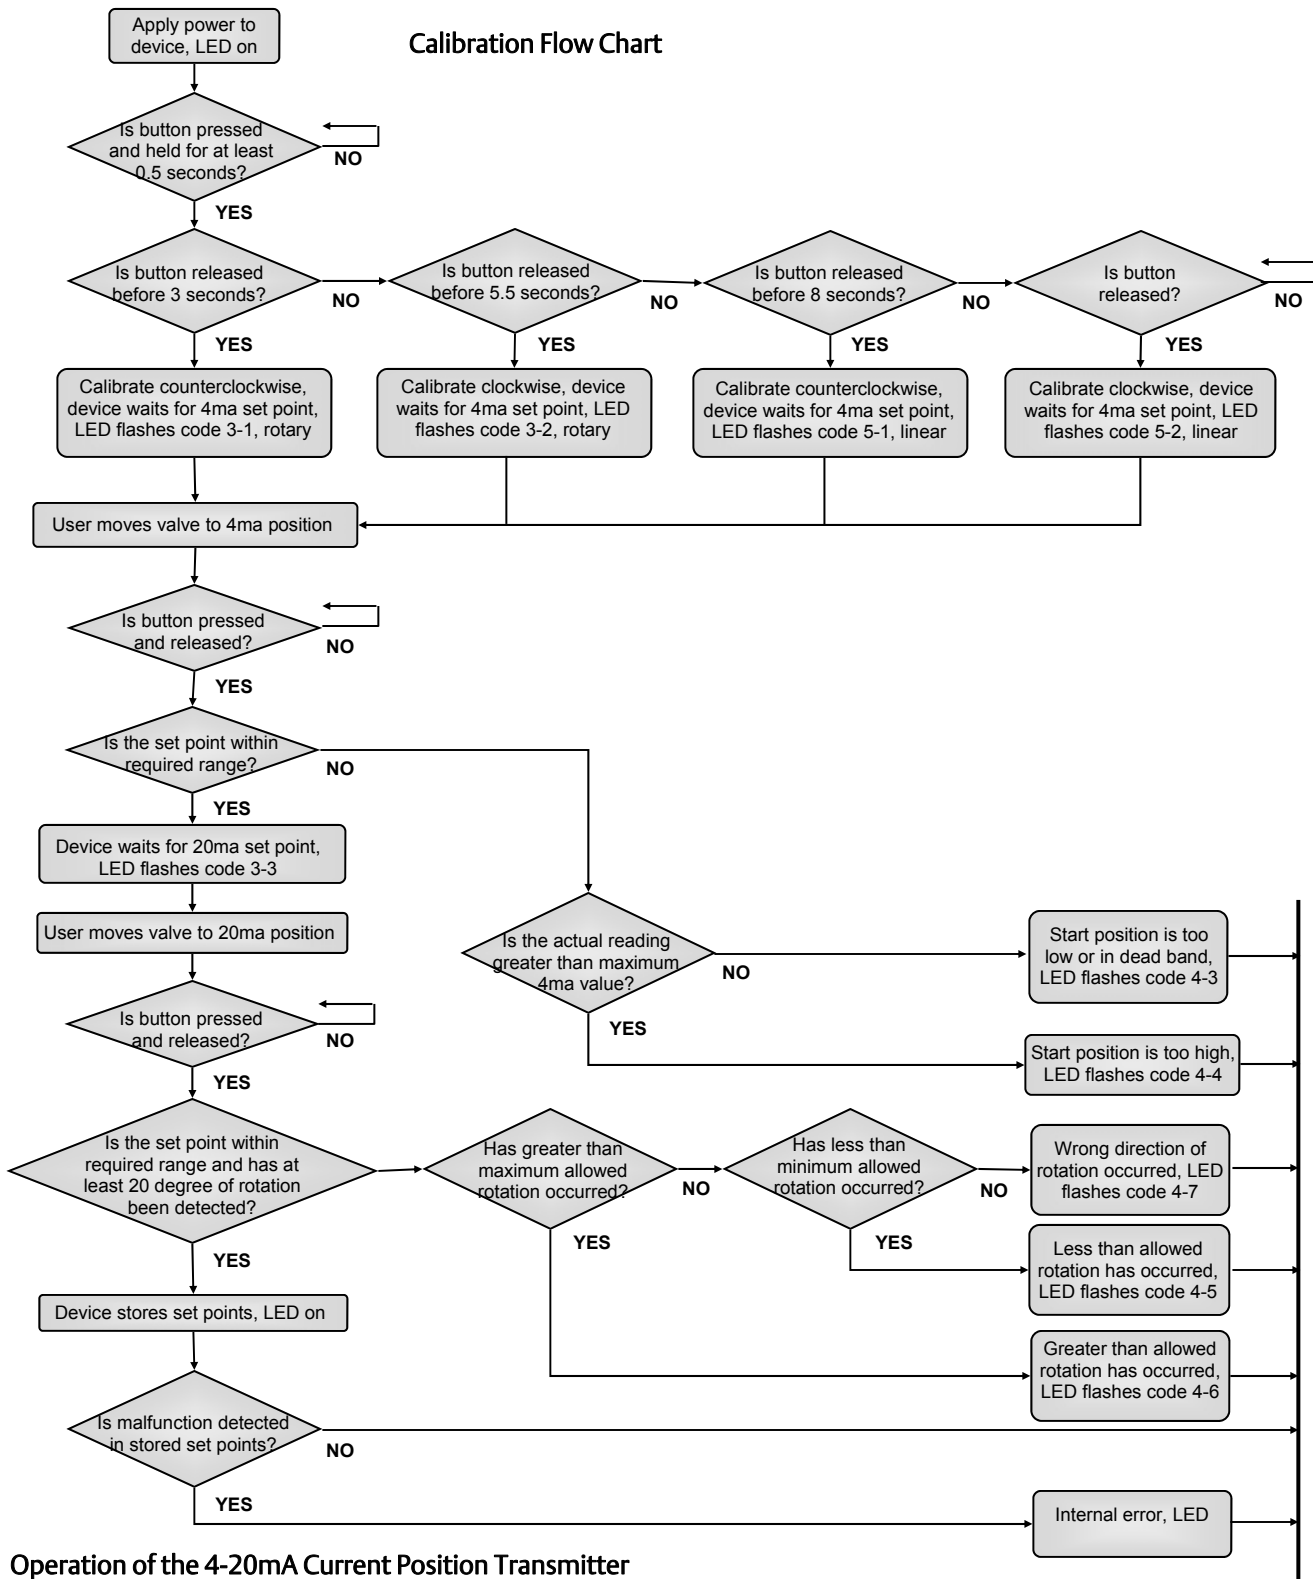 Apply power to
device, LED on
Calibration Flow Chart
Is button pressed
and held for at least
0.5 seconds?
NO
YES
Is button released
before 3 seconds?
NO
YES
Is button released
before 5.5 seconds?
NO
YES
Is button released
before 8 seconds?
NO
YES
Is button
released?
NO
YES
Calibrate counterclockwise,
device waits for 4ma set point,
LED flashes code 3-1, rotary
Calibrate clockwise, device
waits for 4ma set point, LED
flashes code 3-2, rotary
Calibrate counterclockwise,
device waits for 4ma set point,
LED flashes code 5-1, linear
Calibrate clockwise, device
waits for 4ma set point, LED
flashes code 5-2, linear
User moves valve to 4ma position
Is button pressed
and released?
NO
YES
Is the set point within
required range?
NO
YES
Device waits for 20ma set point,
LED flashes code 3-3
User moves valve to 20ma position
Is the actual reading
greater than maximum
4ma value?
NO
YES
Start position is too
low or in dead band,
LED flashes code 4-3
Is button pressed
and released?
NO
YES
Start position is too high,
LED flashes code 4-4
Is the set point within
required range and has at
least 20 degree of rotation
been detected?
YES
Has greater than
maximum allowed
rotation occurred?
NO
YES
Has less than
minimum allowed
rotation occurred?
NO
YES
Wrong direction of
rotation occurred, LED
flashes code 4-7
Less than allowed
rotation has occurred,
LED flashes code 4-5
Device stores set points, LED on
Greater than allowed
rotation has occurred,
LED flashes code 4-6
Is malfunction detected
in stored set points?
NO
YES
Internal error, LED
Operation of the 4-20mA Current Position Transmitter